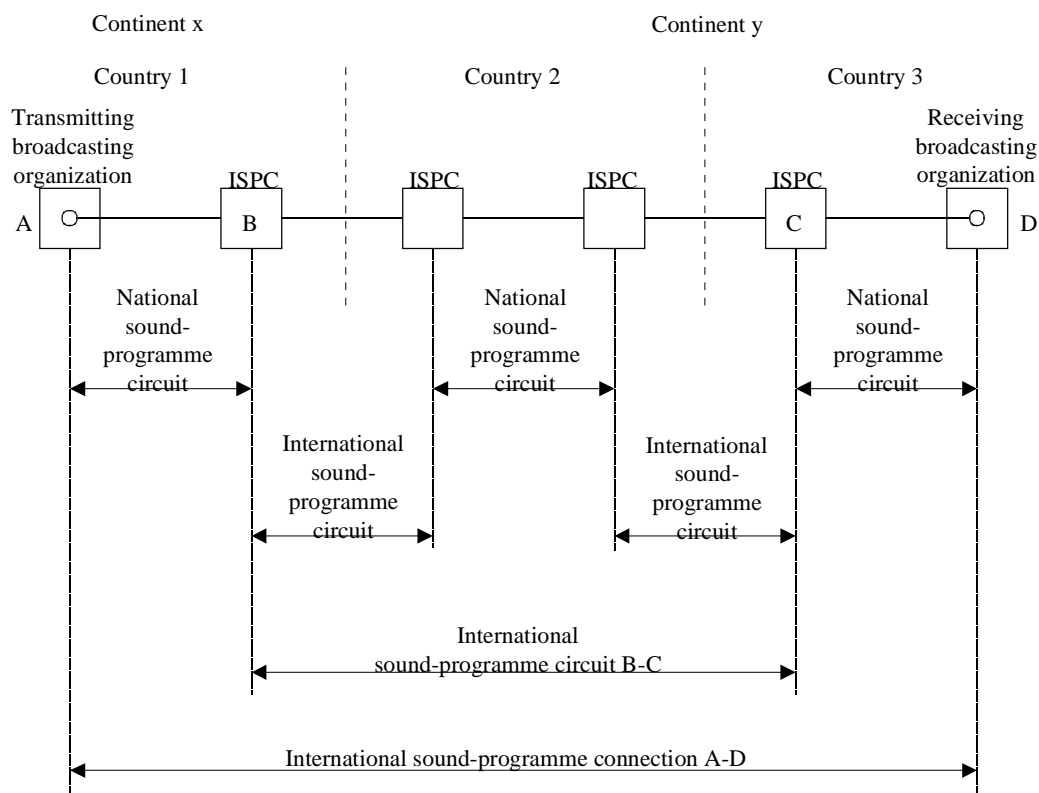 Continent x
Continent y
Country 1
Country 2
Country 3
Transmitting
broadcasting
organization
Receiving
broadcasting
organization
ISPC
ISPC
ISPC
ISPC
A
B
C
D
National
sound-
programme
circuit
National
sound-
programme
circuit
National
sound-
programme
circuit
International
sound-
programme
circuit
International
sound-
programme
circuit
International
sound-programme circuit B-C
International sound-programme connection A-D